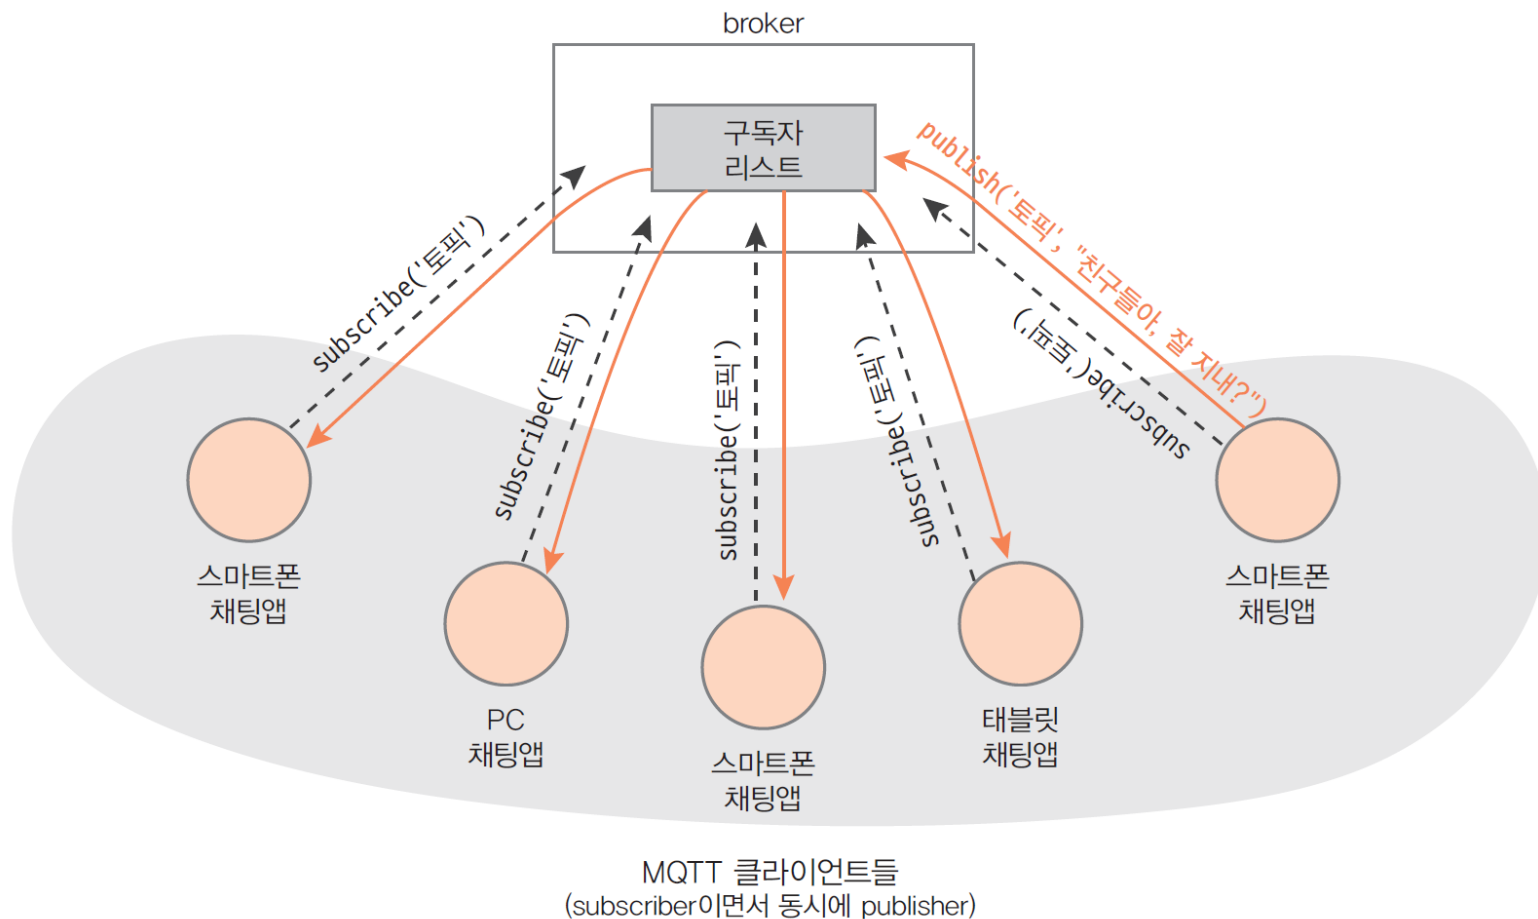 broker
구독자
리스트
publish('토픽', "친구들아, 잘 지내?")
subscribe('토픽')
subscribe('토픽')
subscribe('토픽')
subscribe('토픽')
subscribe('토픽')
스마트폰
채팅앱
PC
채팅앱
스마트폰
채팅앱
태블릿
채팅앱
스마트폰
채팅앱
MQTT 클라이언트들
(subscriber이면서 동시에 publisher)